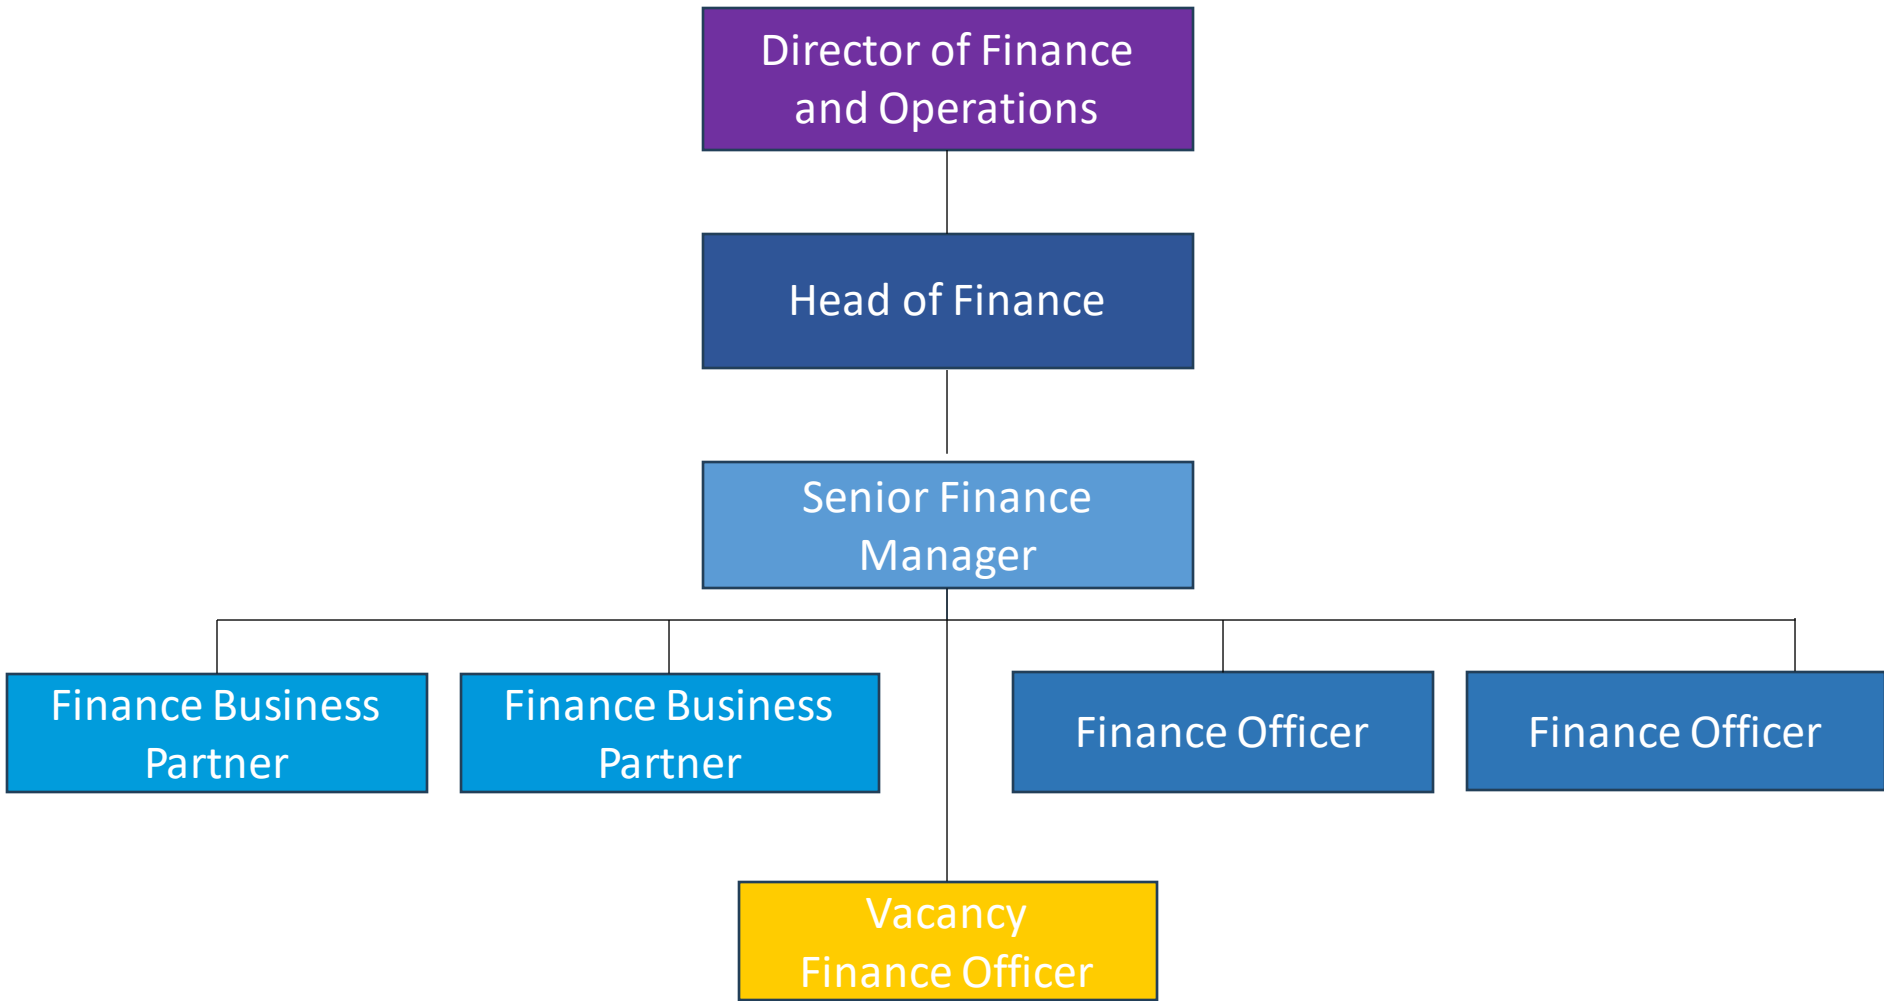 Director of Finance
and Operations
Head of Finance
Senior Finance
Manager
Finance Business
Partner
Finance Business
Partner
Finance Officer
Finance Officer
Vacancy
Finance Officer